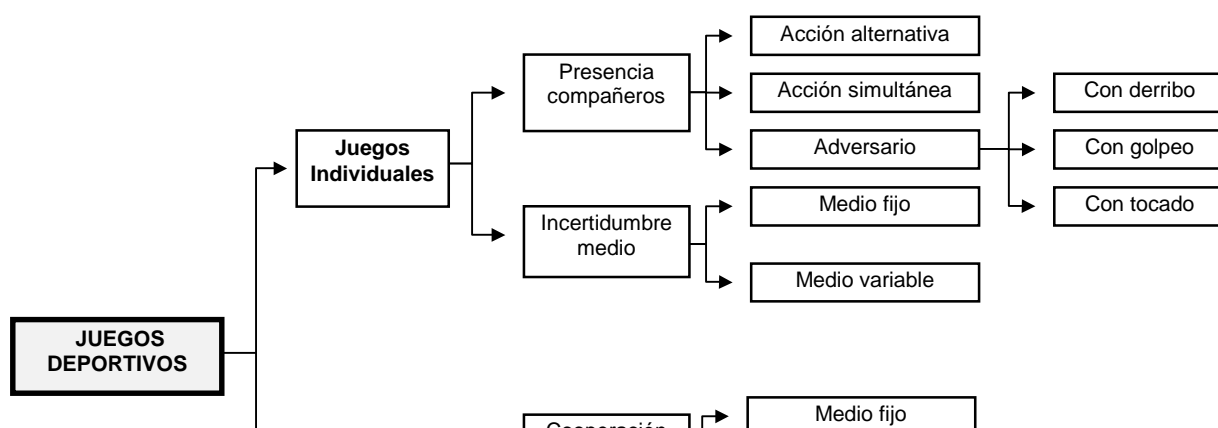 Acción alternativa
Presencia
compañeros
Acción simultánea
Con derribo
Juegos
Individuales
Adversario
Con golpeo
Incertidumbre
medio
Medio fijo
Con tocado
Medio variable
JUEGOS
DEPORTIVOS
Medio fijo
Cooperación